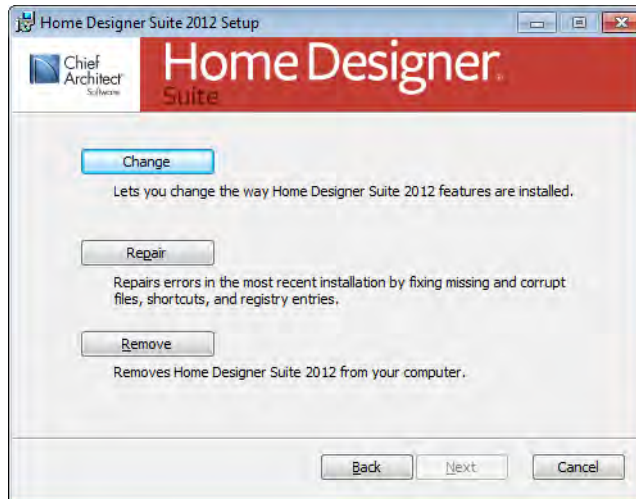 Home Designer Suite 2012 Setup
Chief
Architect
Software
Home Designer
Suite
Change
Lets you change the way Home Designer Suite 2012 features are installed.
Repair
Repairs errors in the most recent installation by fixing missing and corrupt
files, shortcuts, and registry entries.
Remove
Removes Home Designer Suite 2012 from your computer.
Back Next Cancel